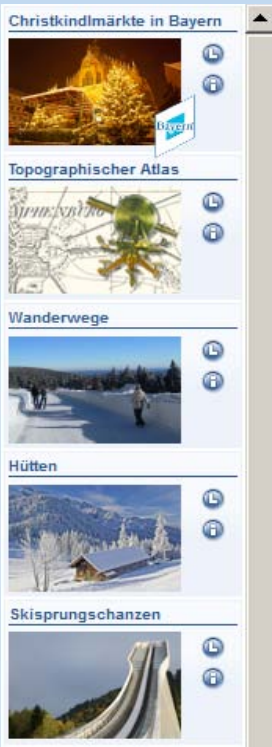 Christkindlmärkte in Bayern
Bayern
Topographischer Atlas
Wanderwege
Hütten
Skisprungschanzen